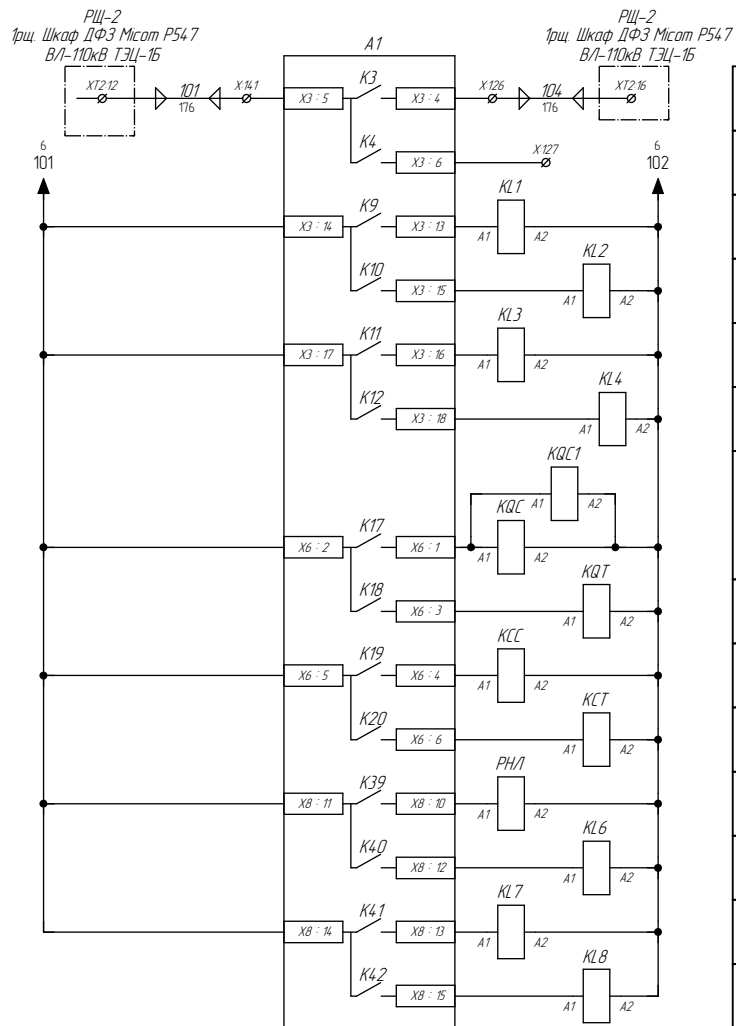 РЩ-2
1рщ. Шкаф ДФЗ Micom P547
ВЛ-110кВ ТЭЦ-1Б
A1
РЩ-2
1рщ. Шкаф ДФЗ Micom P547
ВЛ-110кВ ТЭЦ-1Б
XT2:12
101
176
X:141
X3 : 5
K3
X3 : 4
X:126
104
176
XT2:16
6
101
K4
X3 : 6
X:127
6
102
X3 : 14
K9
X3 : 13
KL1
A1
A2
K10
X3 : 15
KL2
A1
A2
X3 : 17
K11
X3 : 16
KL3
A1
A2
K12
X3 : 18
KL4
A1
A2
KQC1
A1
A2
X6 : 2
K17
X6 : 1
KQC
A1
A2
K18
X6 : 3
KQT
A1
A2
X6 : 5
K19
X6 : 4
KCC
A1
A2
K20
X6 : 6
KCT
A1
A2
X8 : 11
K39
X8 : 10
РНЛ
A1
A2
K40
X8 : 12
KL6
A1
A2
X8 : 14
K41
X8 : 13
KL7
A1
A2
K42
X8 : 15
KL8
A1
A2